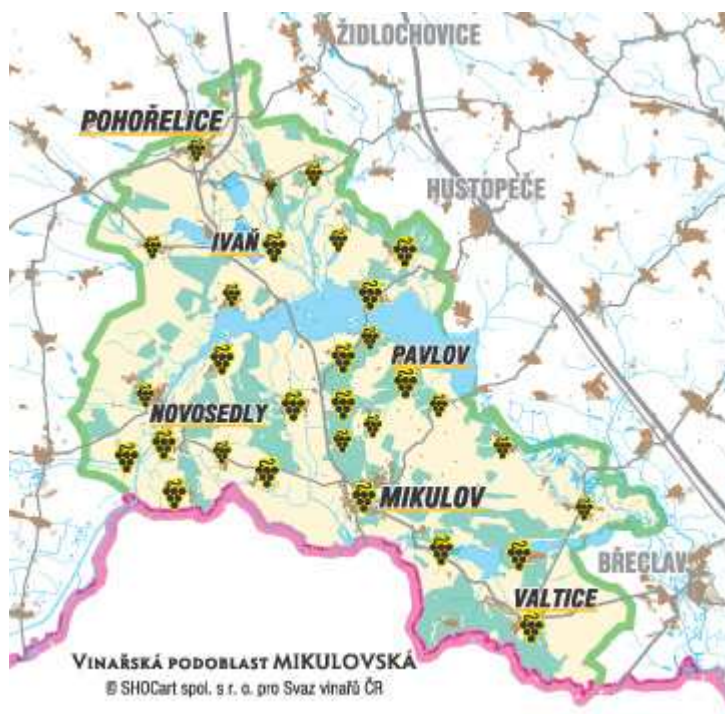 ŽIDLOCHOVICE
POHOŘELICE
HUSTOPEČE
IVAŇ
PAVLOV
NOVOSEDLY
MIKULOV
BŘECLAV
VALTICE
VINAŘSKÁ PODOBLAST MIKULOVSKÁ
© SHOCart spol. s r. o. pro Svaz vinařů ČR